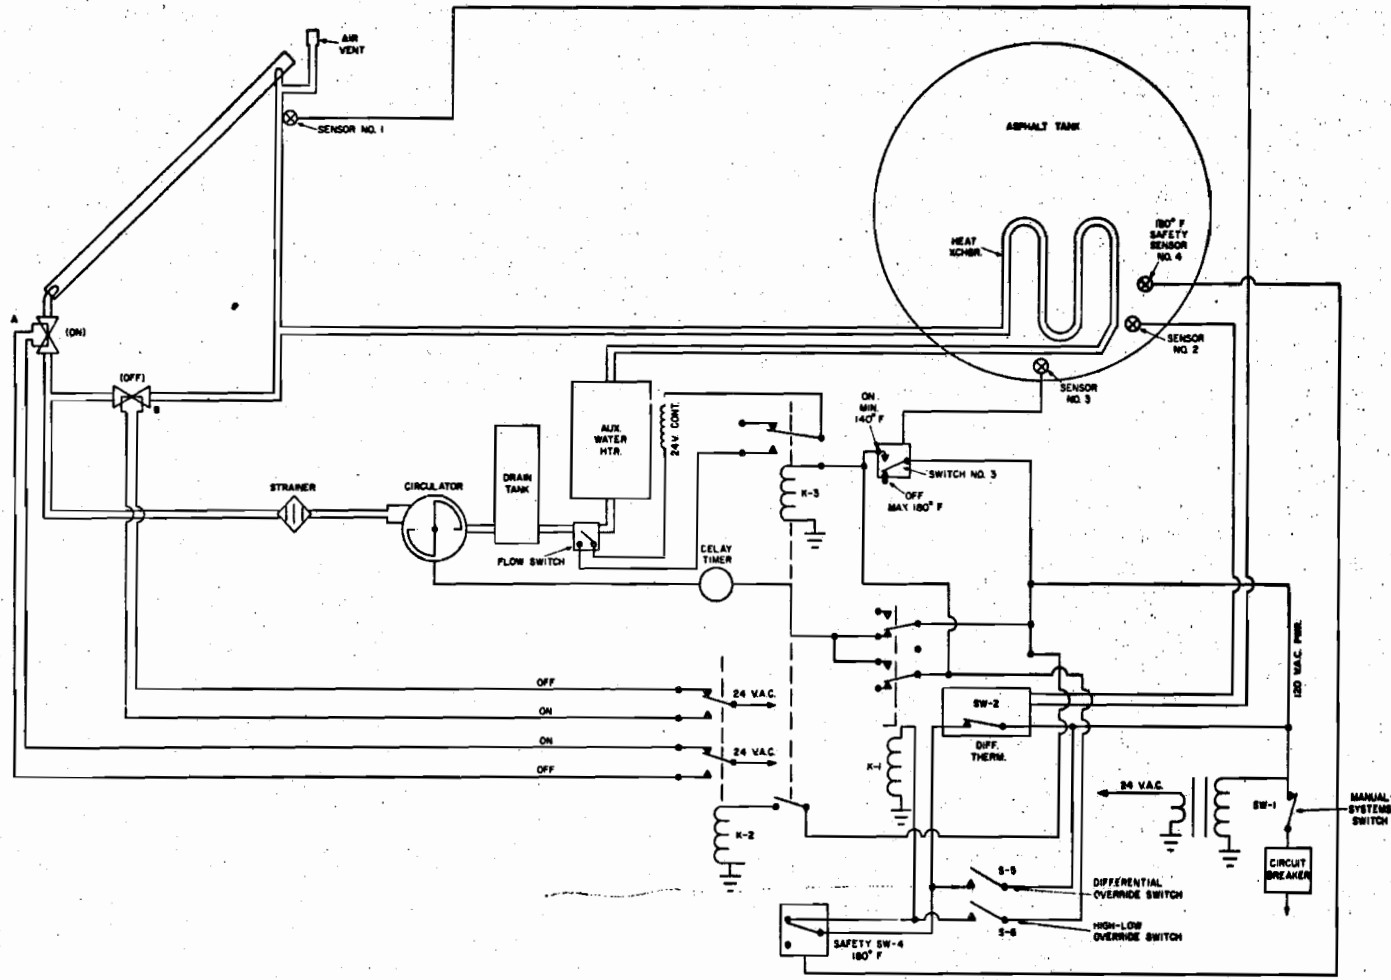 AIR
VENT
SENSOR NO. 1
ASPHALT TANK
180° F
SAFETY
SENSOR
NO. 4
HEAT
XCHGR.
A
(ON)
SENSOR
NO. 2
(OFF)
B
SENSOR
NO. 3
ON
MIN.
140° F
24V. CONT.
AUX.
WATER
HTR.
DRAIN
TANK
STRAINER
CIRCULATOR
SWITCH NO. 3
K-3
OFF
MAX 180° F
FLOW SWITCH
DELAY
TIMER
120 V.A.C. PWR.
OFF
24 V.A.C.
SW-2
ON
ON
24 V.A.C.
DIFF.
THERM.
OFF
K-1
24 V.A.C.
SW-1
MANUAL
SYSTEMS
SWITCH
K-2
CIRCUIT
BREAKER
S-5
DIFFERENTIAL
OVERRIDE SWITCH
S-6
HIGH-LOW
OVERRIDE SWITCH
SAFETY SW-4
180° F